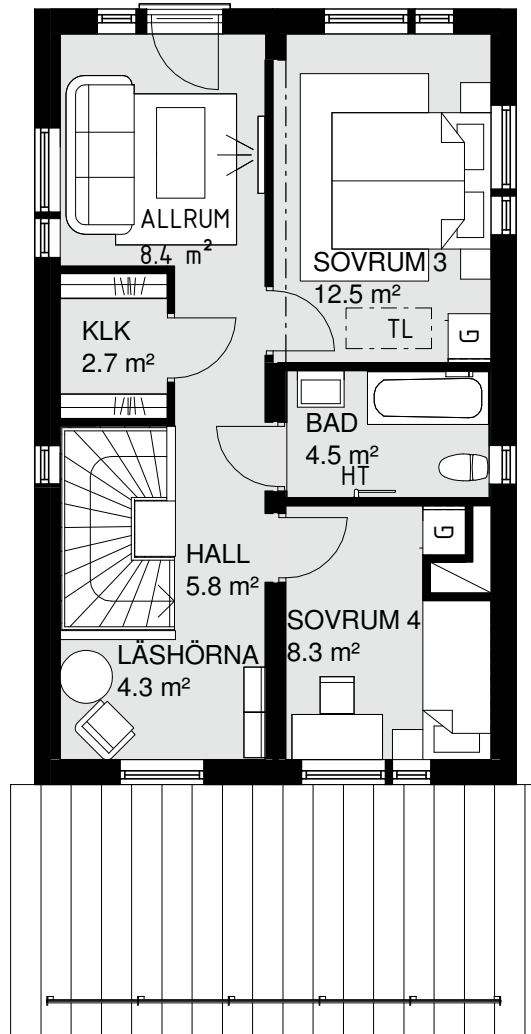 ALLRUM
8.4 m²
SOVRUM 3
12.5 m²
TL
G
KLK
2.7 m²
BAD
4.5 m²
HT
G
HALL
5.8 m²
SOVRUM 4
8.3 m²
LÄSHÖRNA
4.3 m²